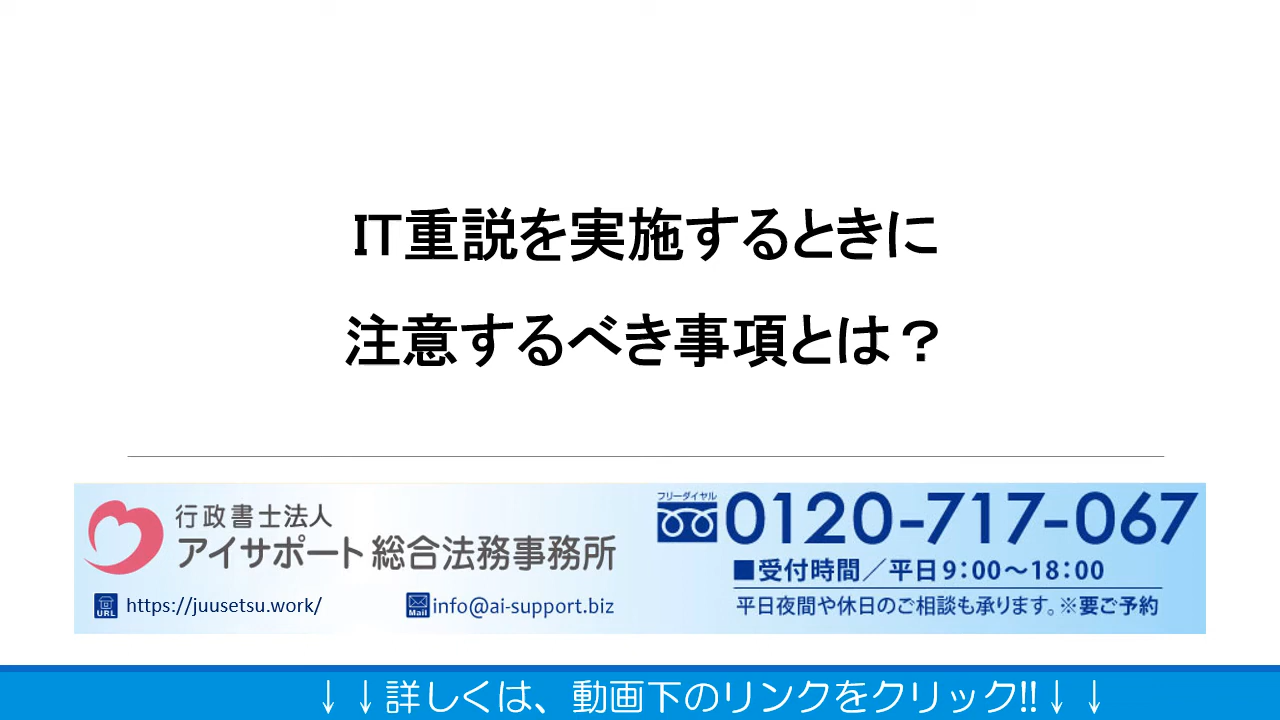 IT重説を実施するときに
注意するべき事項とは？
行政書士法人
アイサポート 総合法務事務所
URL https://juusetsu.work/
Mail info@ai-support.biz
フリーダイヤル
0120-717-067
■受付時間／平日9:00～18:00
平日夜間や休日のご相談も承ります。※要ご予約
↓↓詳しくは、動画下のリンクをクリック!!↓↓